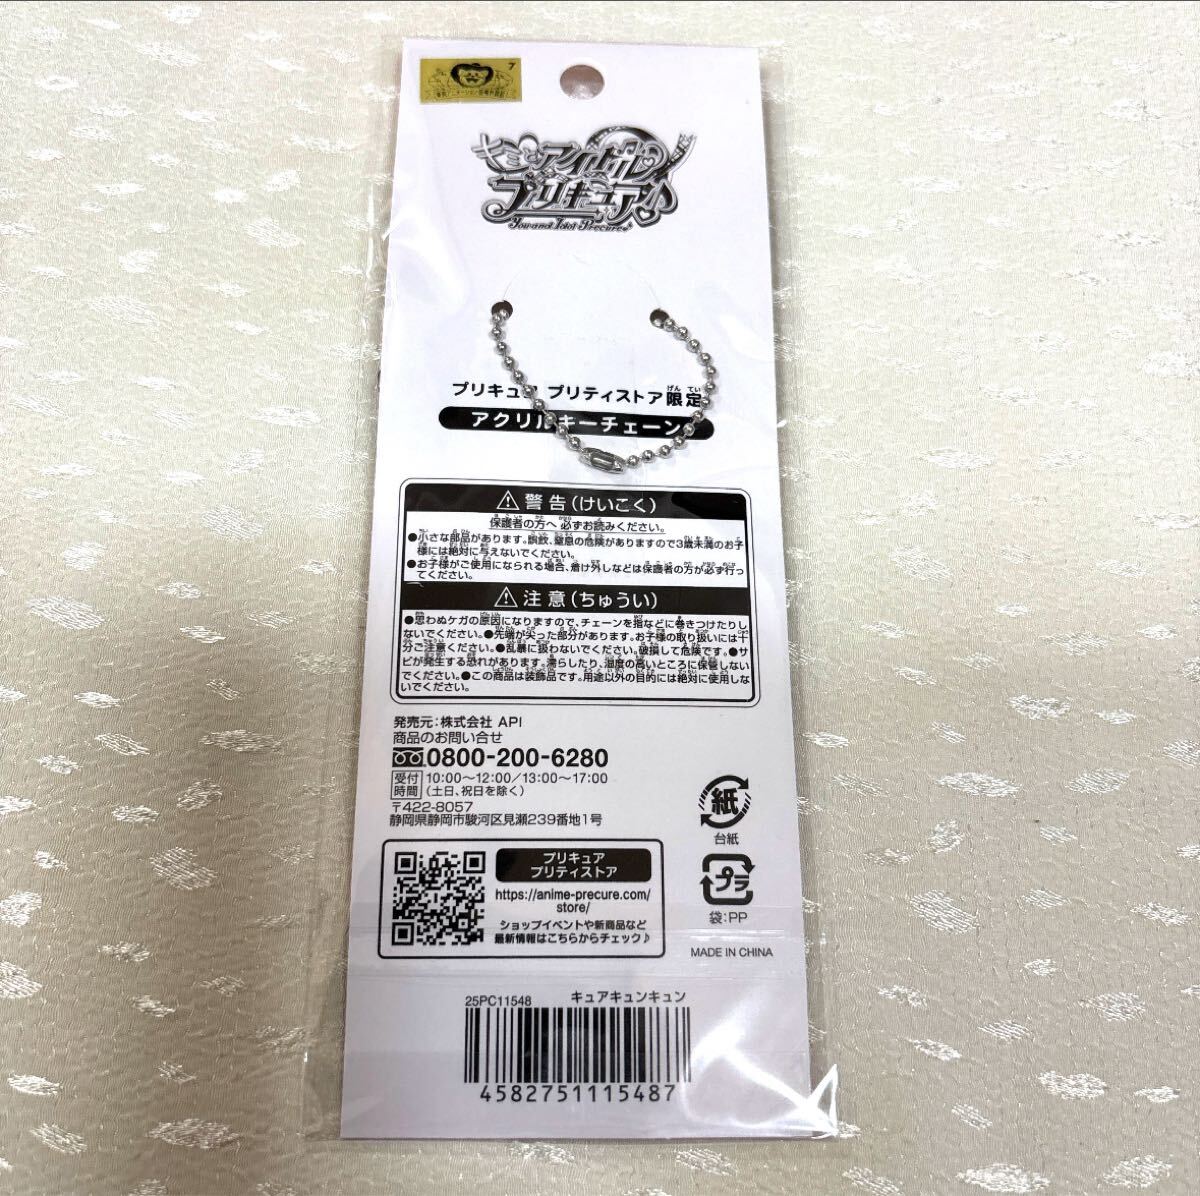 7
キミとアイドル
プリキュア♪
You and Idol Precure♪
プリキュア プリティストア限定
げん てい
アクリルキーチェーン
⚠警告(けいこく)
保護者の方へ 必ずお読みください。
●小さな部品があります。誤飲、窒息の危険がありますので3歳未満のお子
様には絶対に与えないでください。
●お子様がご使用になられる場合、着け外しなどは保護者の方が必ず行っ
てください。
⚠注意(ちゅうい)
●思わぬケガの原因になりますので、チェーンを指などに巻きつけたりし
ないでください。●先端が尖った部分があります。お子様の取り扱いには十
分ご注意ください。●乱暴に扱わないでください。破損して危険です。●サ
ビが発生する恐れがあります。濡らしたり、湿度の高いところに保管しない
でください。●この商品は装飾品です。用途以外の目的には絶対に使用しな
いでください。
発売元:株式会社 API
商品のお問い合せ
0800-200-6280
受付時間 10:00〜12:00/13:00〜17:00
(土日、祝日を除く)
〒422-8057
静岡県静岡市駿河区見瀬239番地1号
紙
台紙
プラ
袋:PP
プリキュア
プリティストア
https://anime-precure.com/
store/
ショップイベントや新商品など
最新情報はこちらからチェック♪
MADE IN CHINA
25PC11548 キュアキュンキュン
4582751115487